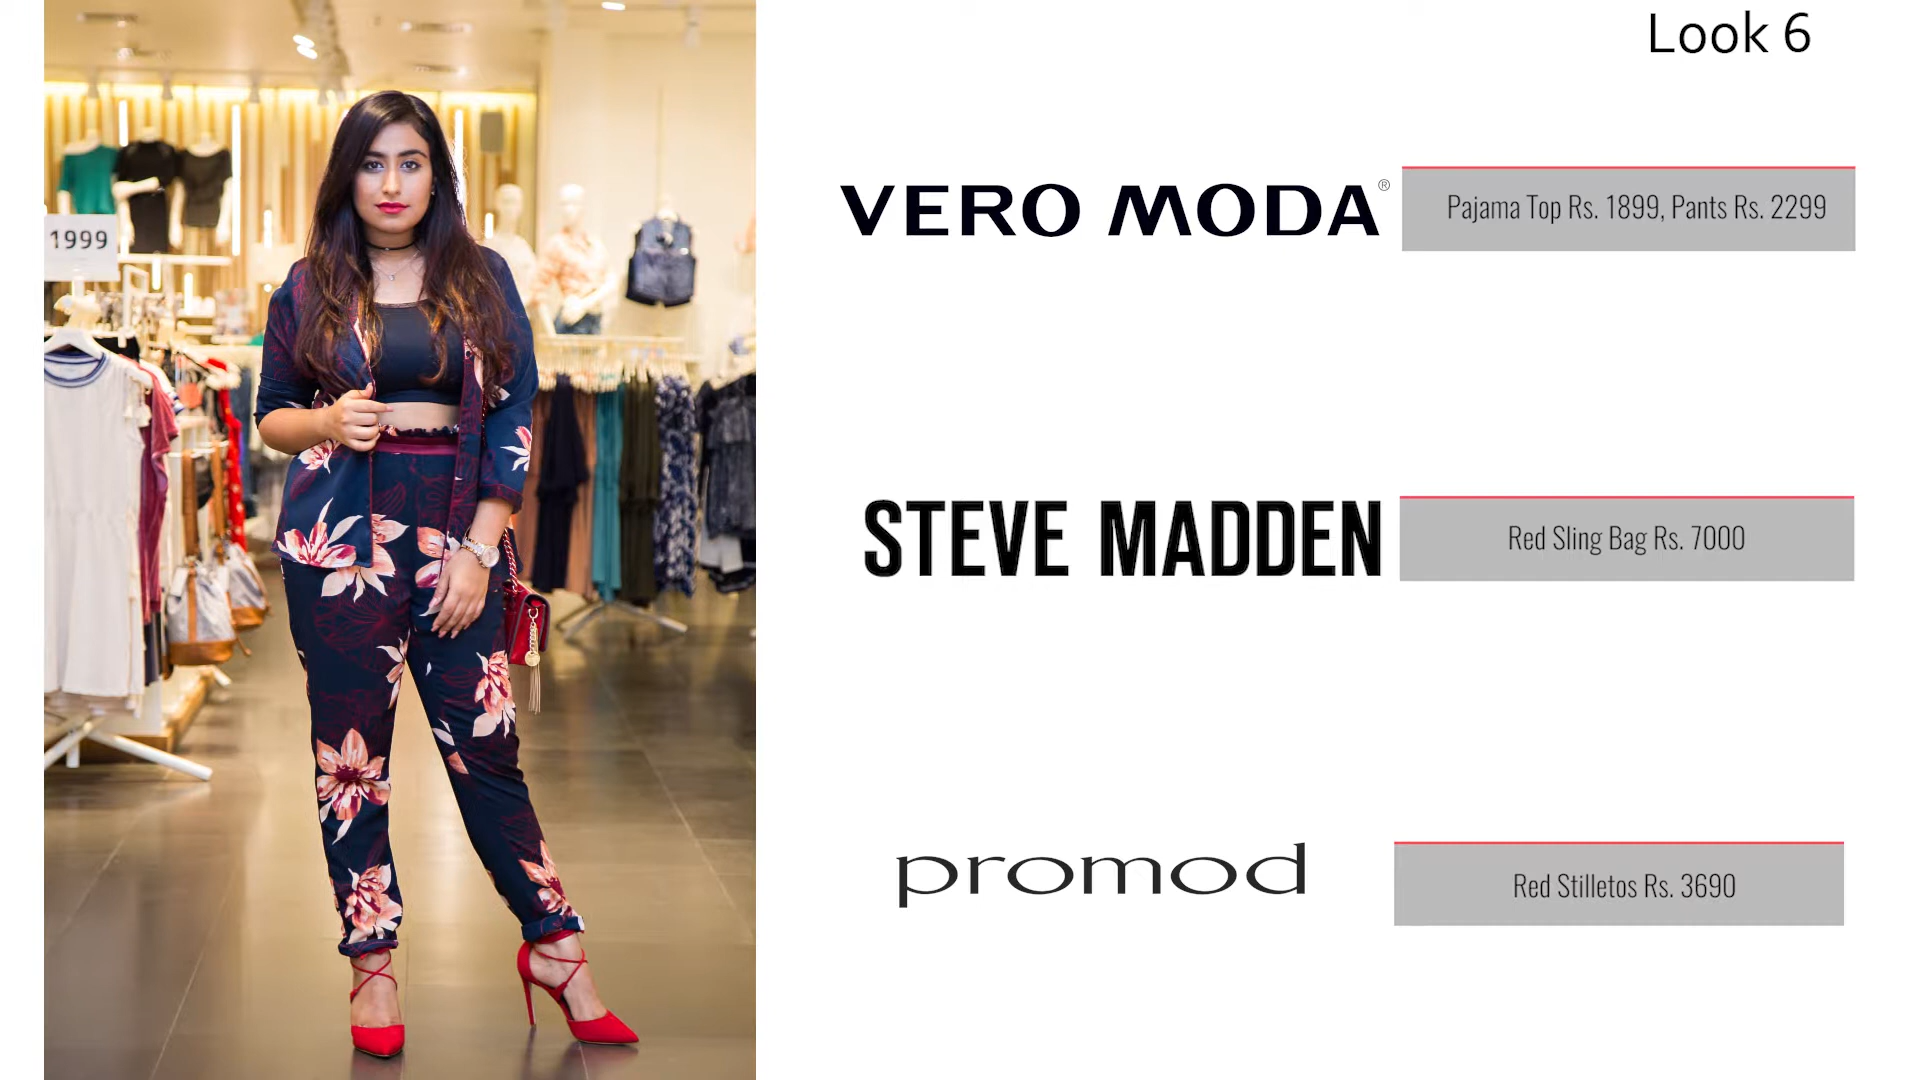 Look 6
1999
VERO MODA®
Pajama Top Rs. 1899, Pants Rs. 2299
STEVE MADDEN
Red Sling Bag Rs. 7000
promod
Red Stilletos Rs. 3690